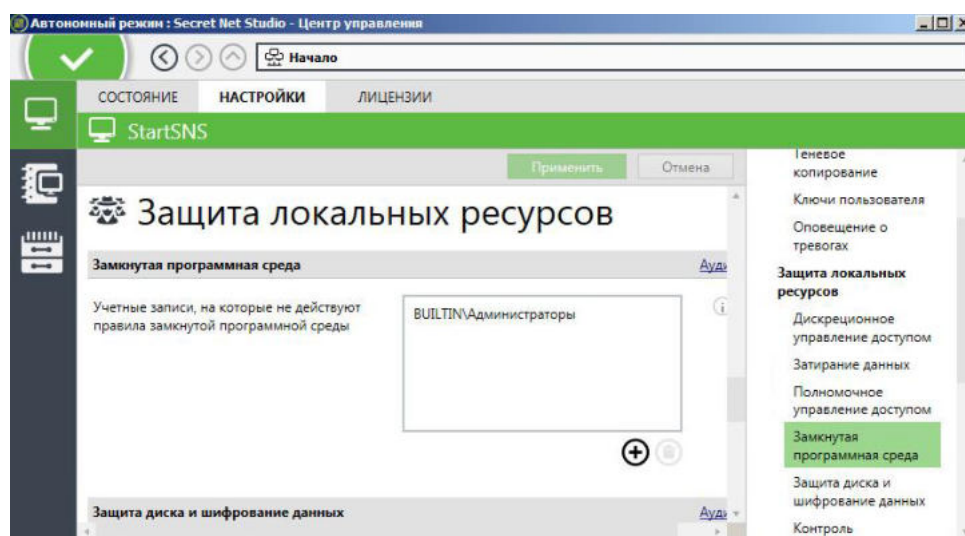 Автономный режим : Secret Net Studio - Центр управления
Начало
СОСТОЯНИЕ НАСТРОЙКИ ЛИЦЕНЗИИ
StartSNS
Применить Отмена
Защита локальных ресурсов
Замкнутая программная среда
Учетные записи, на которые не действуют
правила замкнутой программной среды
BUILTIN\Администраторы
Защита диска и шифрование данных
Теневое
копирование
Ключи пользователя
Оповещение о
тревогах
Защита локальных
ресурсов
Дискреционное
управление доступом
Затирание данных
Полномочное
управление доступом
Замкнутая
программная среда
Защита диска и
шифрование данных
Контроль